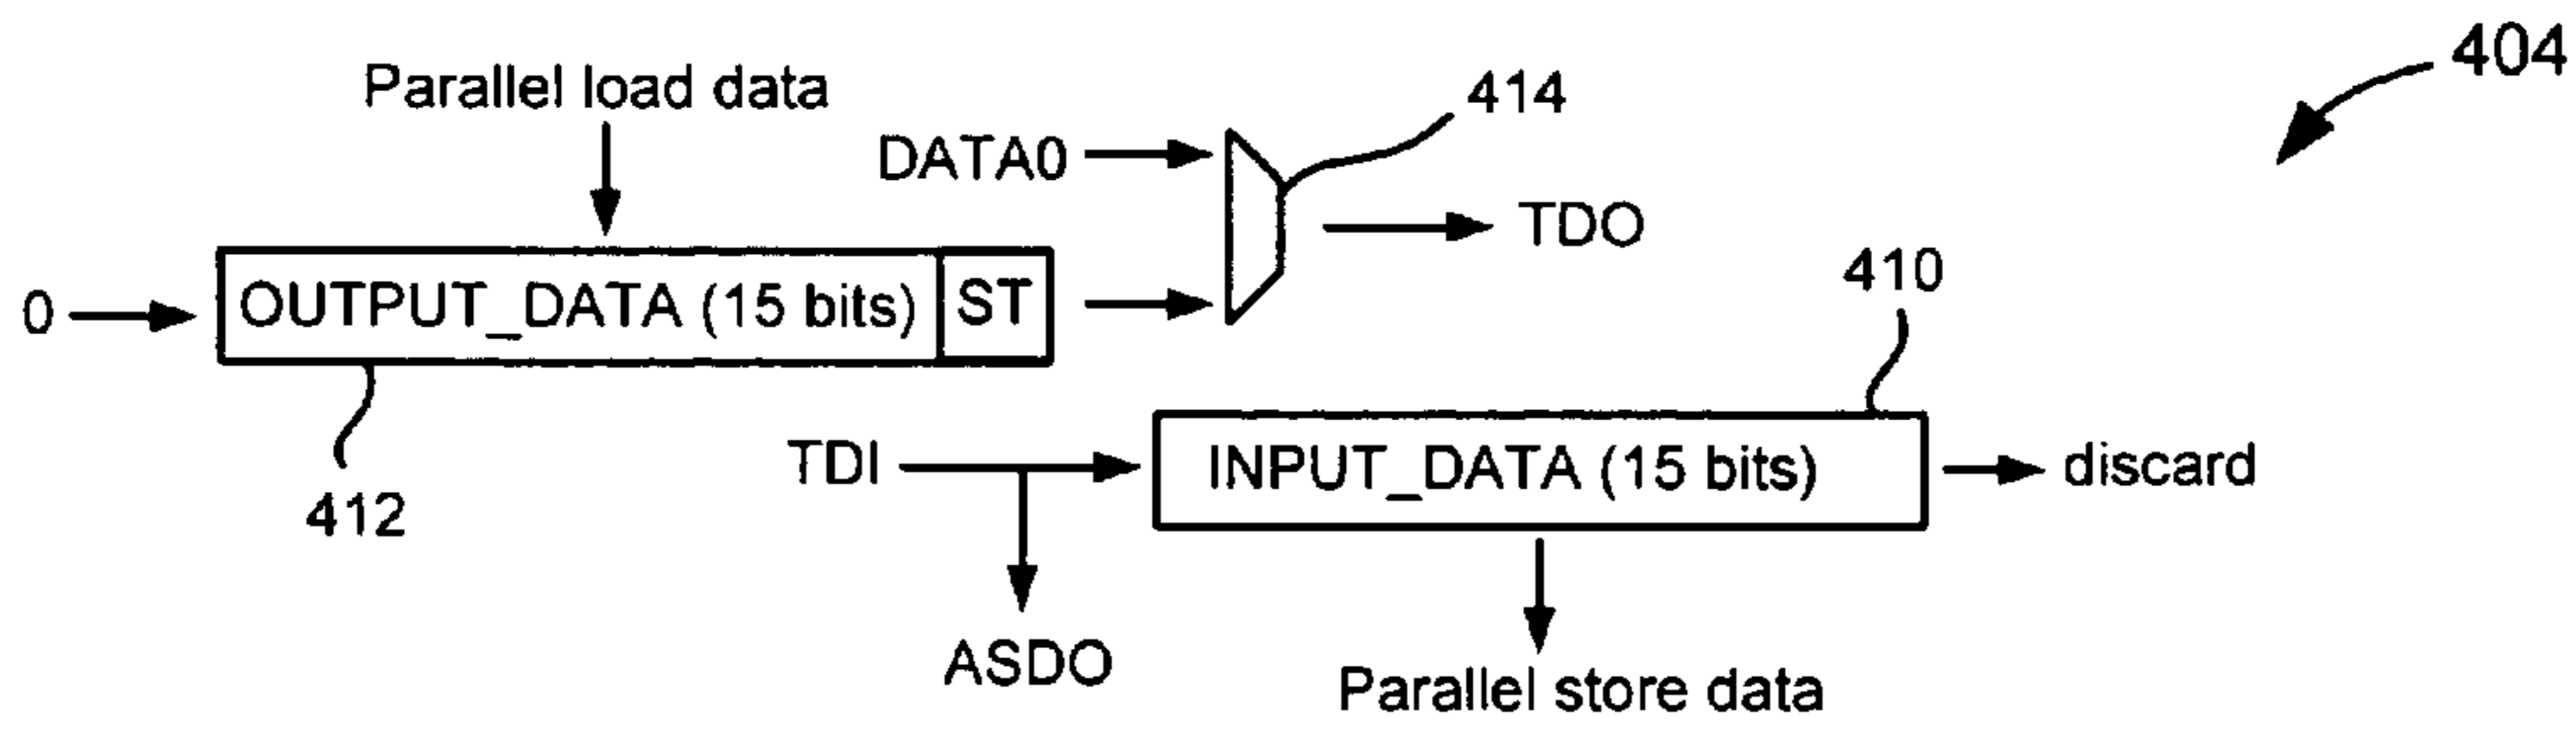 404
Parallel load data
414
DATA0
TDO
410
0
OUTPUT_DATA (15 bits)
ST
TDI
INPUT_DATA (15 bits)
discard
412
ASDO
Parallel store data